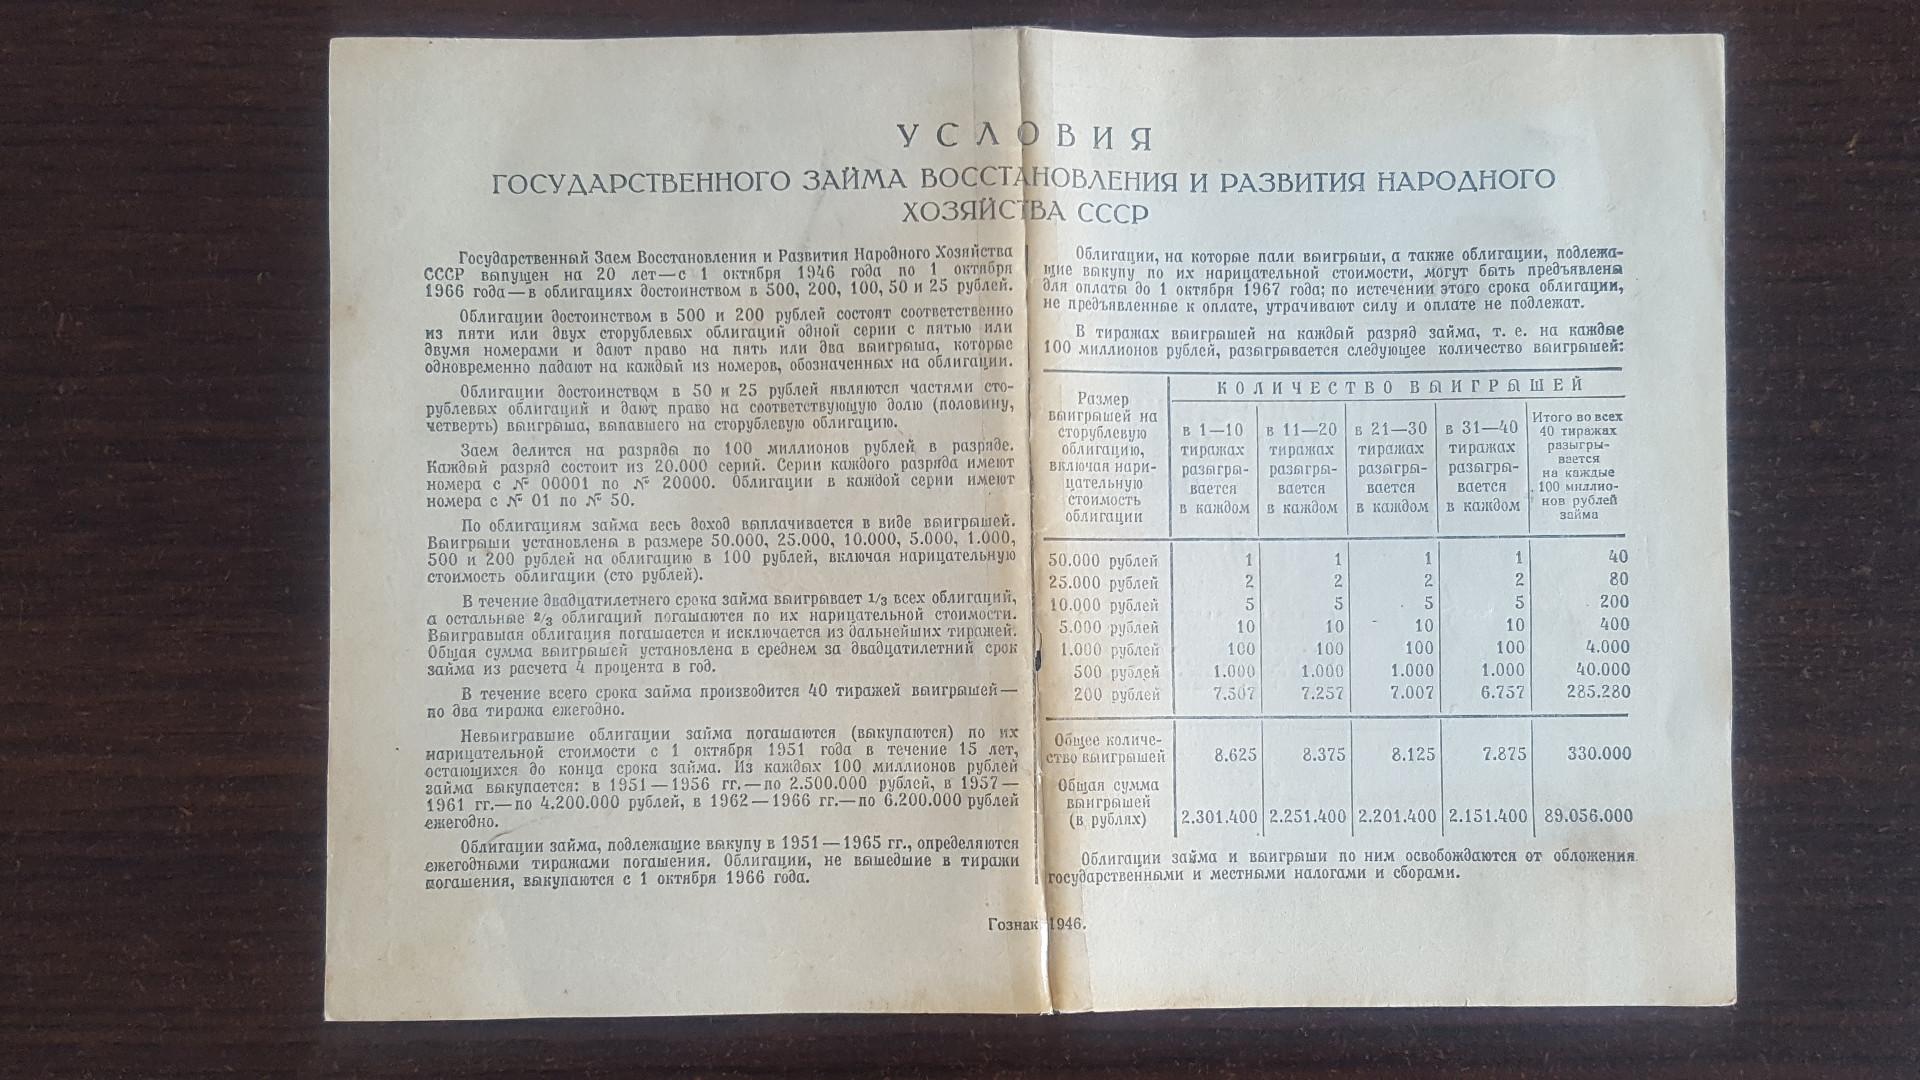 УСЛОВИЯ
ГОСУДАРСТВЕННОГО ЗАЙМА ВОССТАНОВЛЕНИЯ И РАЗВИТИЯ НАРОДНОГО
ХОЗЯЙСТВА СССР
Государственный Заем Восстановления и Развития Народного Хозяйства
СССР выпущен на 20 лет—с 1 октября 1946 года по 1 октября
1966 года—в облигациях достоинством в 500, 200, 100, 50 и 25 рублей.
Облигации достоинством в 500 и 200 рублей состоят соответственно
из пяти или двух сторублевых облигаций одной серии с пятью или
двумя номерами и дают право на пять или два выигрыша, которые
одновременно падают на каждый из номеров, обозначенных на облигации.
Облигации достоинством в 50 и 25 рублей являются частями сто-
рублевых облигаций и дают право на соответствующую долю (половину,
четверть) выигрыша, выпавшего на сторублевую облигацию.
Заем делится на разряды по 100 миллионов рублей в разряде.
Каждый разряд состоит из 20.000 серий. Серии каждого разряда имеют
номера с № 00001 по № 20000. Облигации в каждой серии имеют
номера с № 01 по № 50.
По облигациям займа весь доход выплачивается в виде выигрышей.
Выигрыши установлены в размере 50.000, 25.000, 10.000, 5.000, 1.000,
500 и 200 рублей на облигацию в 100 рублей, включая нарицательную
стоимость облигации (сто рублей).
В течение двадцатилетнего срока займа выигрывает 1/3 всех облигаций,
а остальные 2/3 облигаций погашаются по их нарицательной стоимости.
Выигравшая облигация погашается и исключается из дальнейших тиражей.
Общая сумма выигрышей установлена в среднем за двадцатилетний срок
займа из расчета 4 процента в год.
В течение всего срока займа производится 40 тиражей выигрышей—
по два тиража ежегодно.
Невыигравшие облигации займа погашаются (выкупаются) по их
нарицательной стоимости с 1 октября 1951 года в течение 15 лет,
остающихся до конца срока займа. Из каждых 100 миллионов рублей
займа выкупается: в 1951—1956 гг.—по 2.500.000 рублей, в 1957—
1961 гг.—по 4.200.000 рублей, в 1962—1966 гг.—по 6.200.000 рублей
ежегодно.
Облигации займа, подлежащие выкупу в 1951—1965 гг., определяются
ежегодными тиражами погашения. Облигации, не вышедшие в тиражи
погашения, выкупаются с 1 октября 1966 года.
Облигации, на которые пали выигрыши, а также облигации, подлежа-
щие выкупу по их нарицательной стоимости, могут быть предъявлены
для оплаты до 1 октября 1967 года; по истечении этого срока облигации,
не предъявленные к оплате, утрачивают силу и оплате не подлежат.
В тиражах выигрышей на каждый разряд займа, т. е. на каждые
100 миллионов рублей, разыгрывается следующее количество выигрышей:
Размер
выигрышей на
сторублевую
облигацию,
включая нари-
цательную
стоимость
облигации
КОЛИЧЕСТВО ВЫИГРЫШЕЙ
в 1—10
тиражах
разыгры-
вается
в каждом
в 11—20
тиражах
разыгры-
вается
в каждом
в 21—30
тиражах
разыгры-
вается
в каждом
в 31—40
тиражах
разыгры-
вается
в каждом
Итого во всех
40 тиражах
разыгры-
вается
на каждые
100 миллио-
нов рублей
займа
50.000 рублей 1 1 1 1 40
25.000 рублей 2 2 2 2 80
10.000 рублей 5 5 5 5 200
5.000 рублей 10 10 10 10 400
1.000 рублей 100 100 100 100 4.000
500 рублей 1.000 1.000 1.000 1.000 40.000
200 рублей 7.507 7.257 7.007 6.757 285.280
Общее количе-
ство выигрышей 8.625 8.375 8.125 7.875 330.000
Общая сумма
выигрышей
(в рублях) 2.301.400 2.251.400 2.201.400 2.151.400 89.056.000
Облигации займа и выигрыши по ним освобождаются от обложения
государственными и местными налогами и сборами.
Гознак 1946.